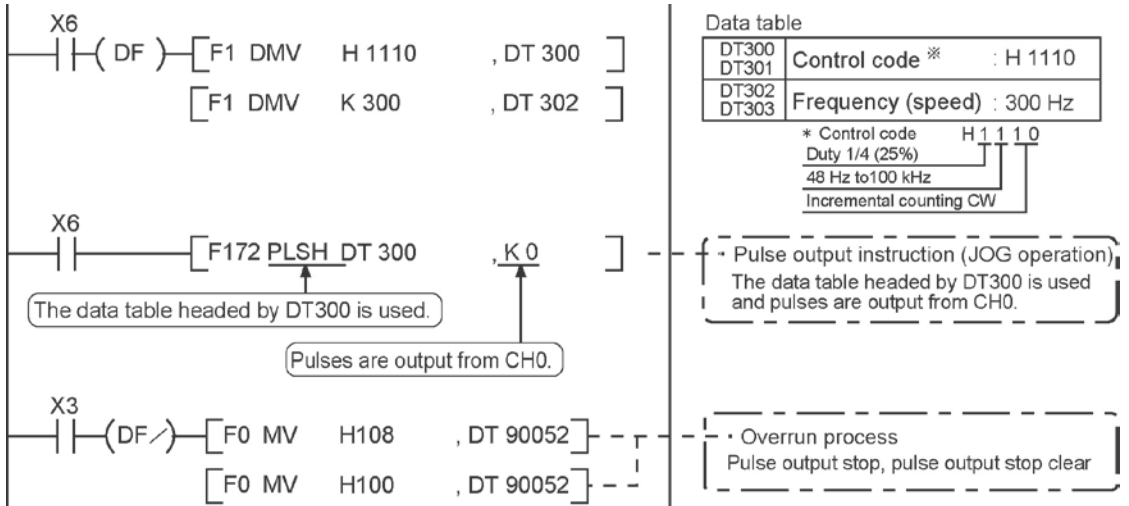 X6
( DF ) F1 DMV H 1110 , DT 300
F1 DMV K 300 , DT 302
X6
F172 PLSH DT 300 , K 0
The data table headed by DT300 is used.
Pulses are output from CH0.
X3
(DF/) F0 MV H108 , DT 90052
F0 MV H100 , DT 90052
Data table
DT300
DT301
Control code ※ : H 1110
DT302
DT303
Frequency (speed) : 300 Hz
* Control code H 1 1 1 0
Duty 1/4 (25%)
48 Hz to100 kHz
Incremental counting CW
· Pulse output instruction (JOG operation)
The data table headed by DT300 is used
and pulses are output from CH0.
· Overrun process
Pulse output stop, pulse output stop clear